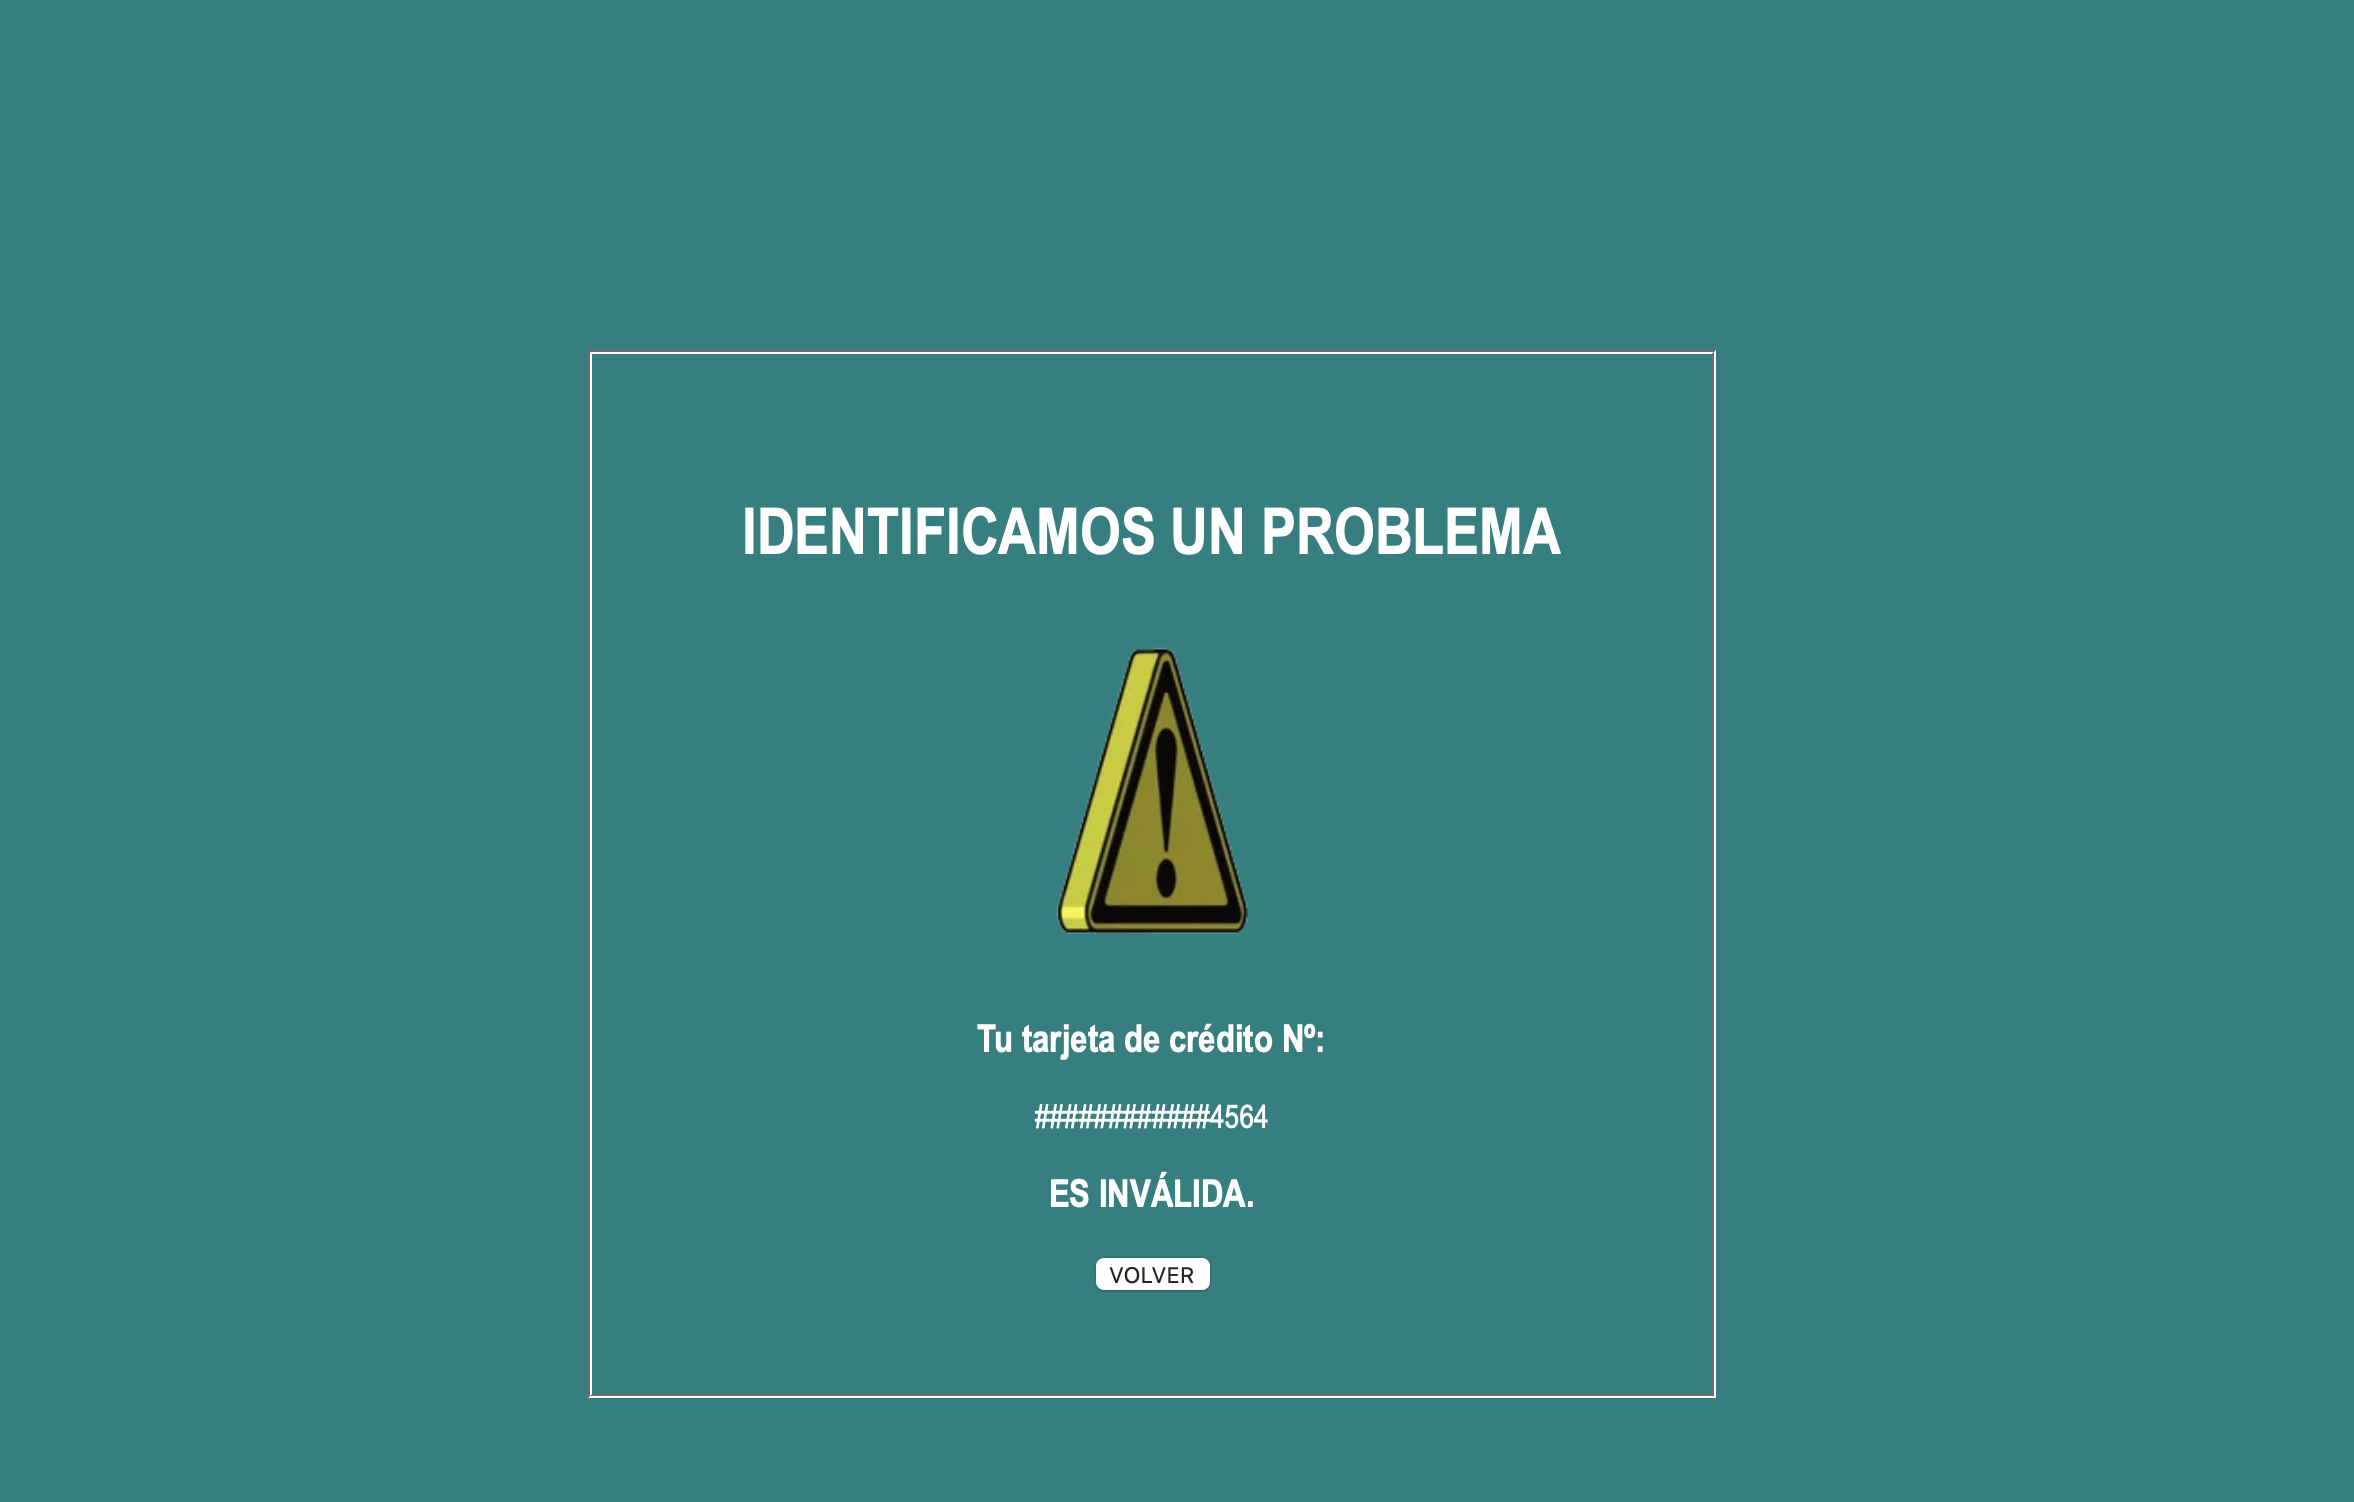 IDENTIFICAMOS UN PROBLEMA
!
Tu tarjeta de crédito Nº:
############4564
ES INVÁLIDA.
VOLVER